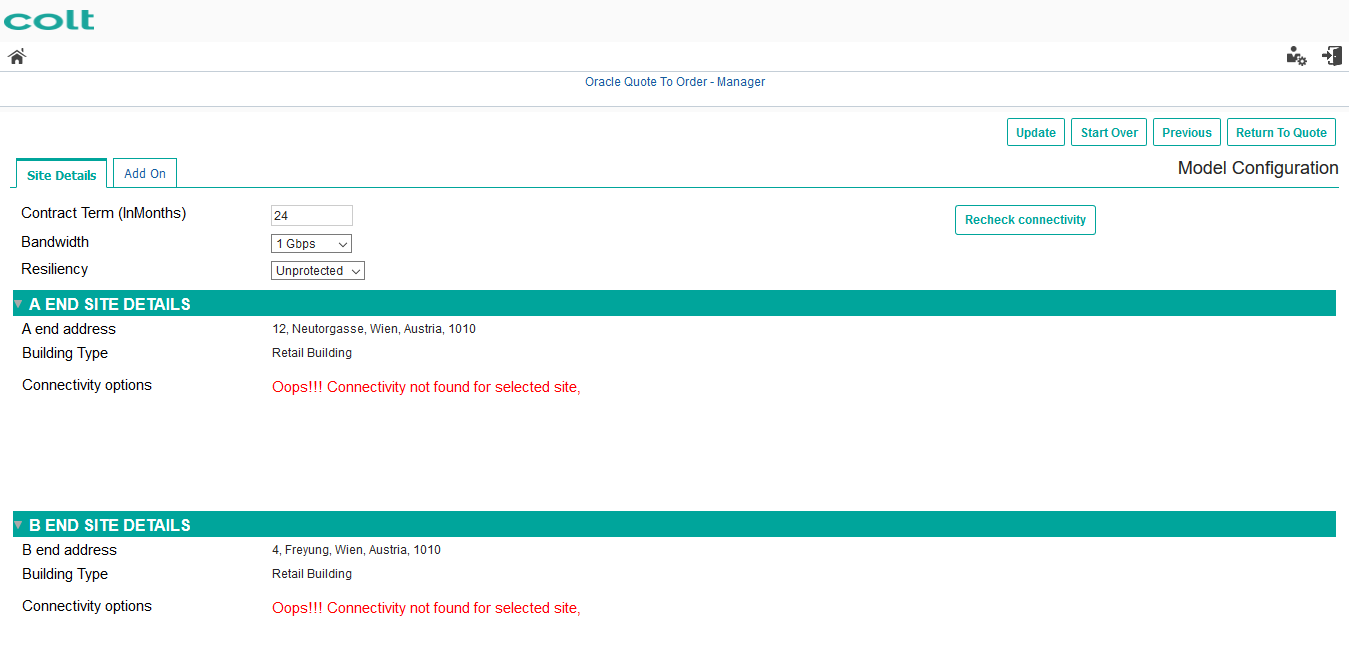 colt
Oracle Quote To Order - Manager
Update Start Over Previous Return To Quote
Site Details Add On Model Configuration
Contract Term (InMonths) 24 Recheck connectivity
Bandwidth 1 Gbps
Resiliency Unprotected
A END SITE DETAILS
A end address 12, Neutorgasse, Wien, Austria, 1010
Building Type Retail Building
Connectivity options Oops!!! Connectivity not found for selected site,
B END SITE DETAILS
B end address 4, Freyung, Wien, Austria, 1010
Building Type Retail Building
Connectivity options Oops!!! Connectivity not found for selected site,